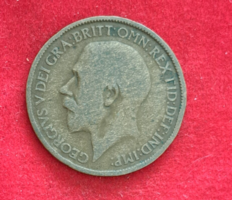 GEORGIVS V DEI GRA: BRITT: OMN: REX FID: DEF: IND: IMP: